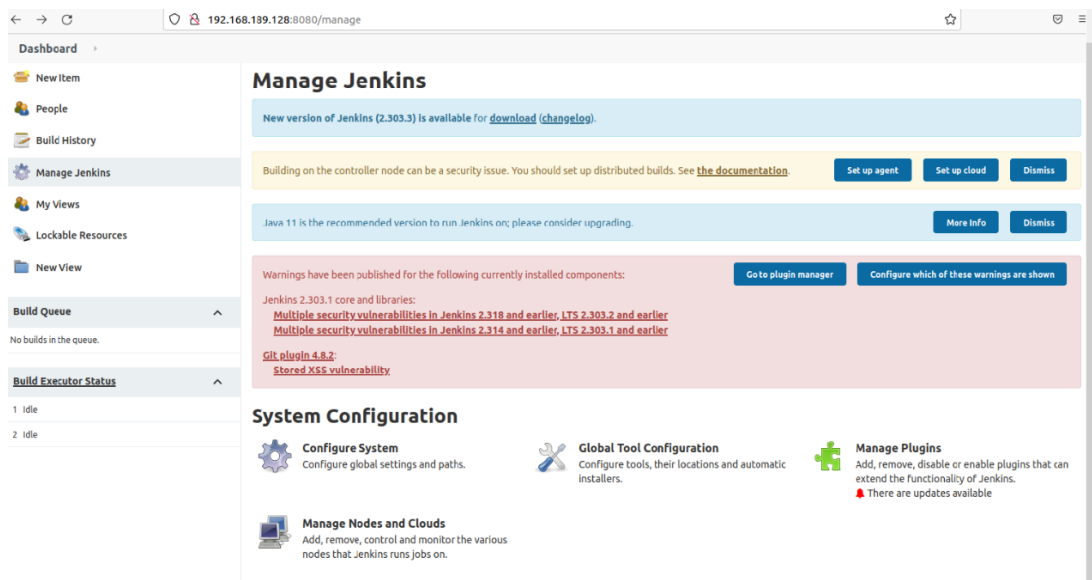 192.168.189.128:8080/manage
Dashboard
New Item
People
Build History
Manage Jenkins
My Views
Lockable Resources
New View
Build Queue
No builds in the queue.
Build Executor Status
1 Idle
2 Idle
Manage Jenkins
New version of Jenkins (2.303.3) is available for download (changelog).
Building on the controller node can be a security issue. You should set up distributed builds. See the documentation.
Set up agent
Set up cloud
Dismiss
Java 11 is the recommended version to run Jenkins on; please consider upgrading.
More Info
Dismiss
Warnings have been published for the following currently installed components:
Go to plugin manager
Configure which of these warnings are shown
Jenkins 2.303.1 core and libraries:
Multiple security vulnerabilities in Jenkins 2.318 and earlier, LTS 2.303.2 and earlier
Multiple security vulnerabilities in Jenkins 2.314 and earlier, LTS 2.303.1 and earlier
Git plugin 4.8.2:
Stored XSS vulnerability
System Configuration
Configure System
Configure global settings and paths.
Global Tool Configuration
Configure tools, their locations and automatic
installers.
Manage Plugins
Add, remove, disable or enable plugins that can
extend the functionality of Jenkins.
There are updates available
Manage Nodes and Clouds
Add, remove, control and monitor the various
nodes that Jenkins runs jobs on.